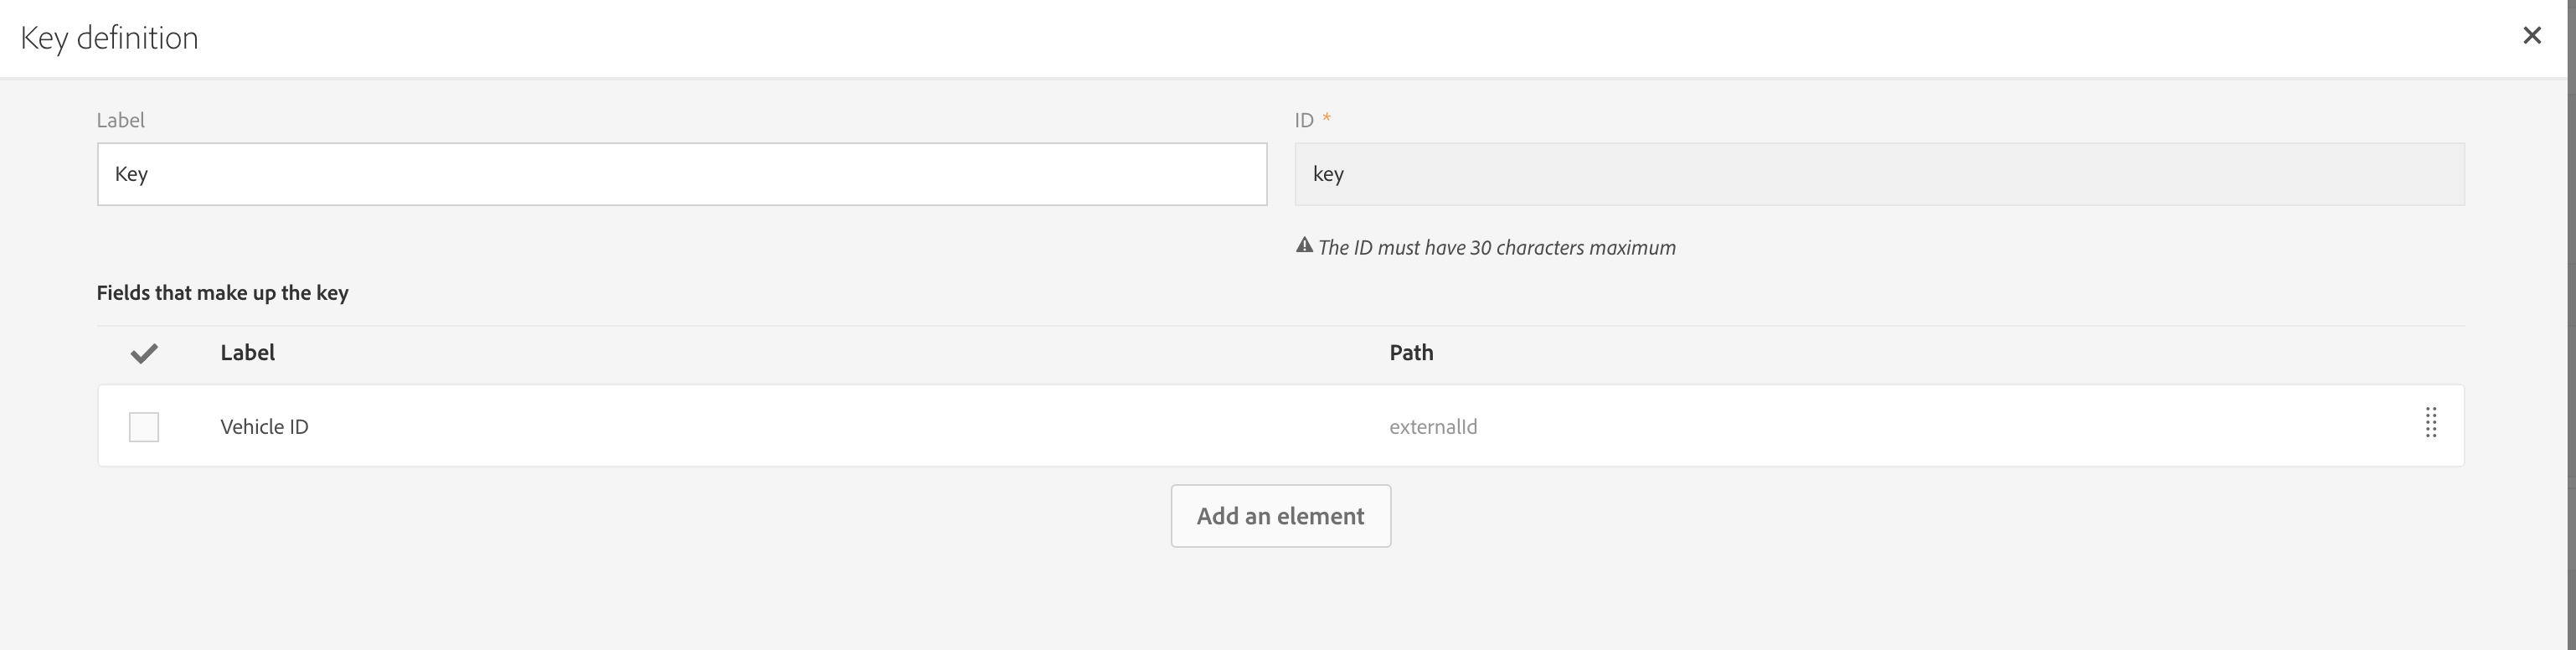 Key definition
Label
ID *
Key
key
The ID must have 30 characters maximum
Fields that make up the key
Label
Path
Vehicle ID
externalId
Add an element